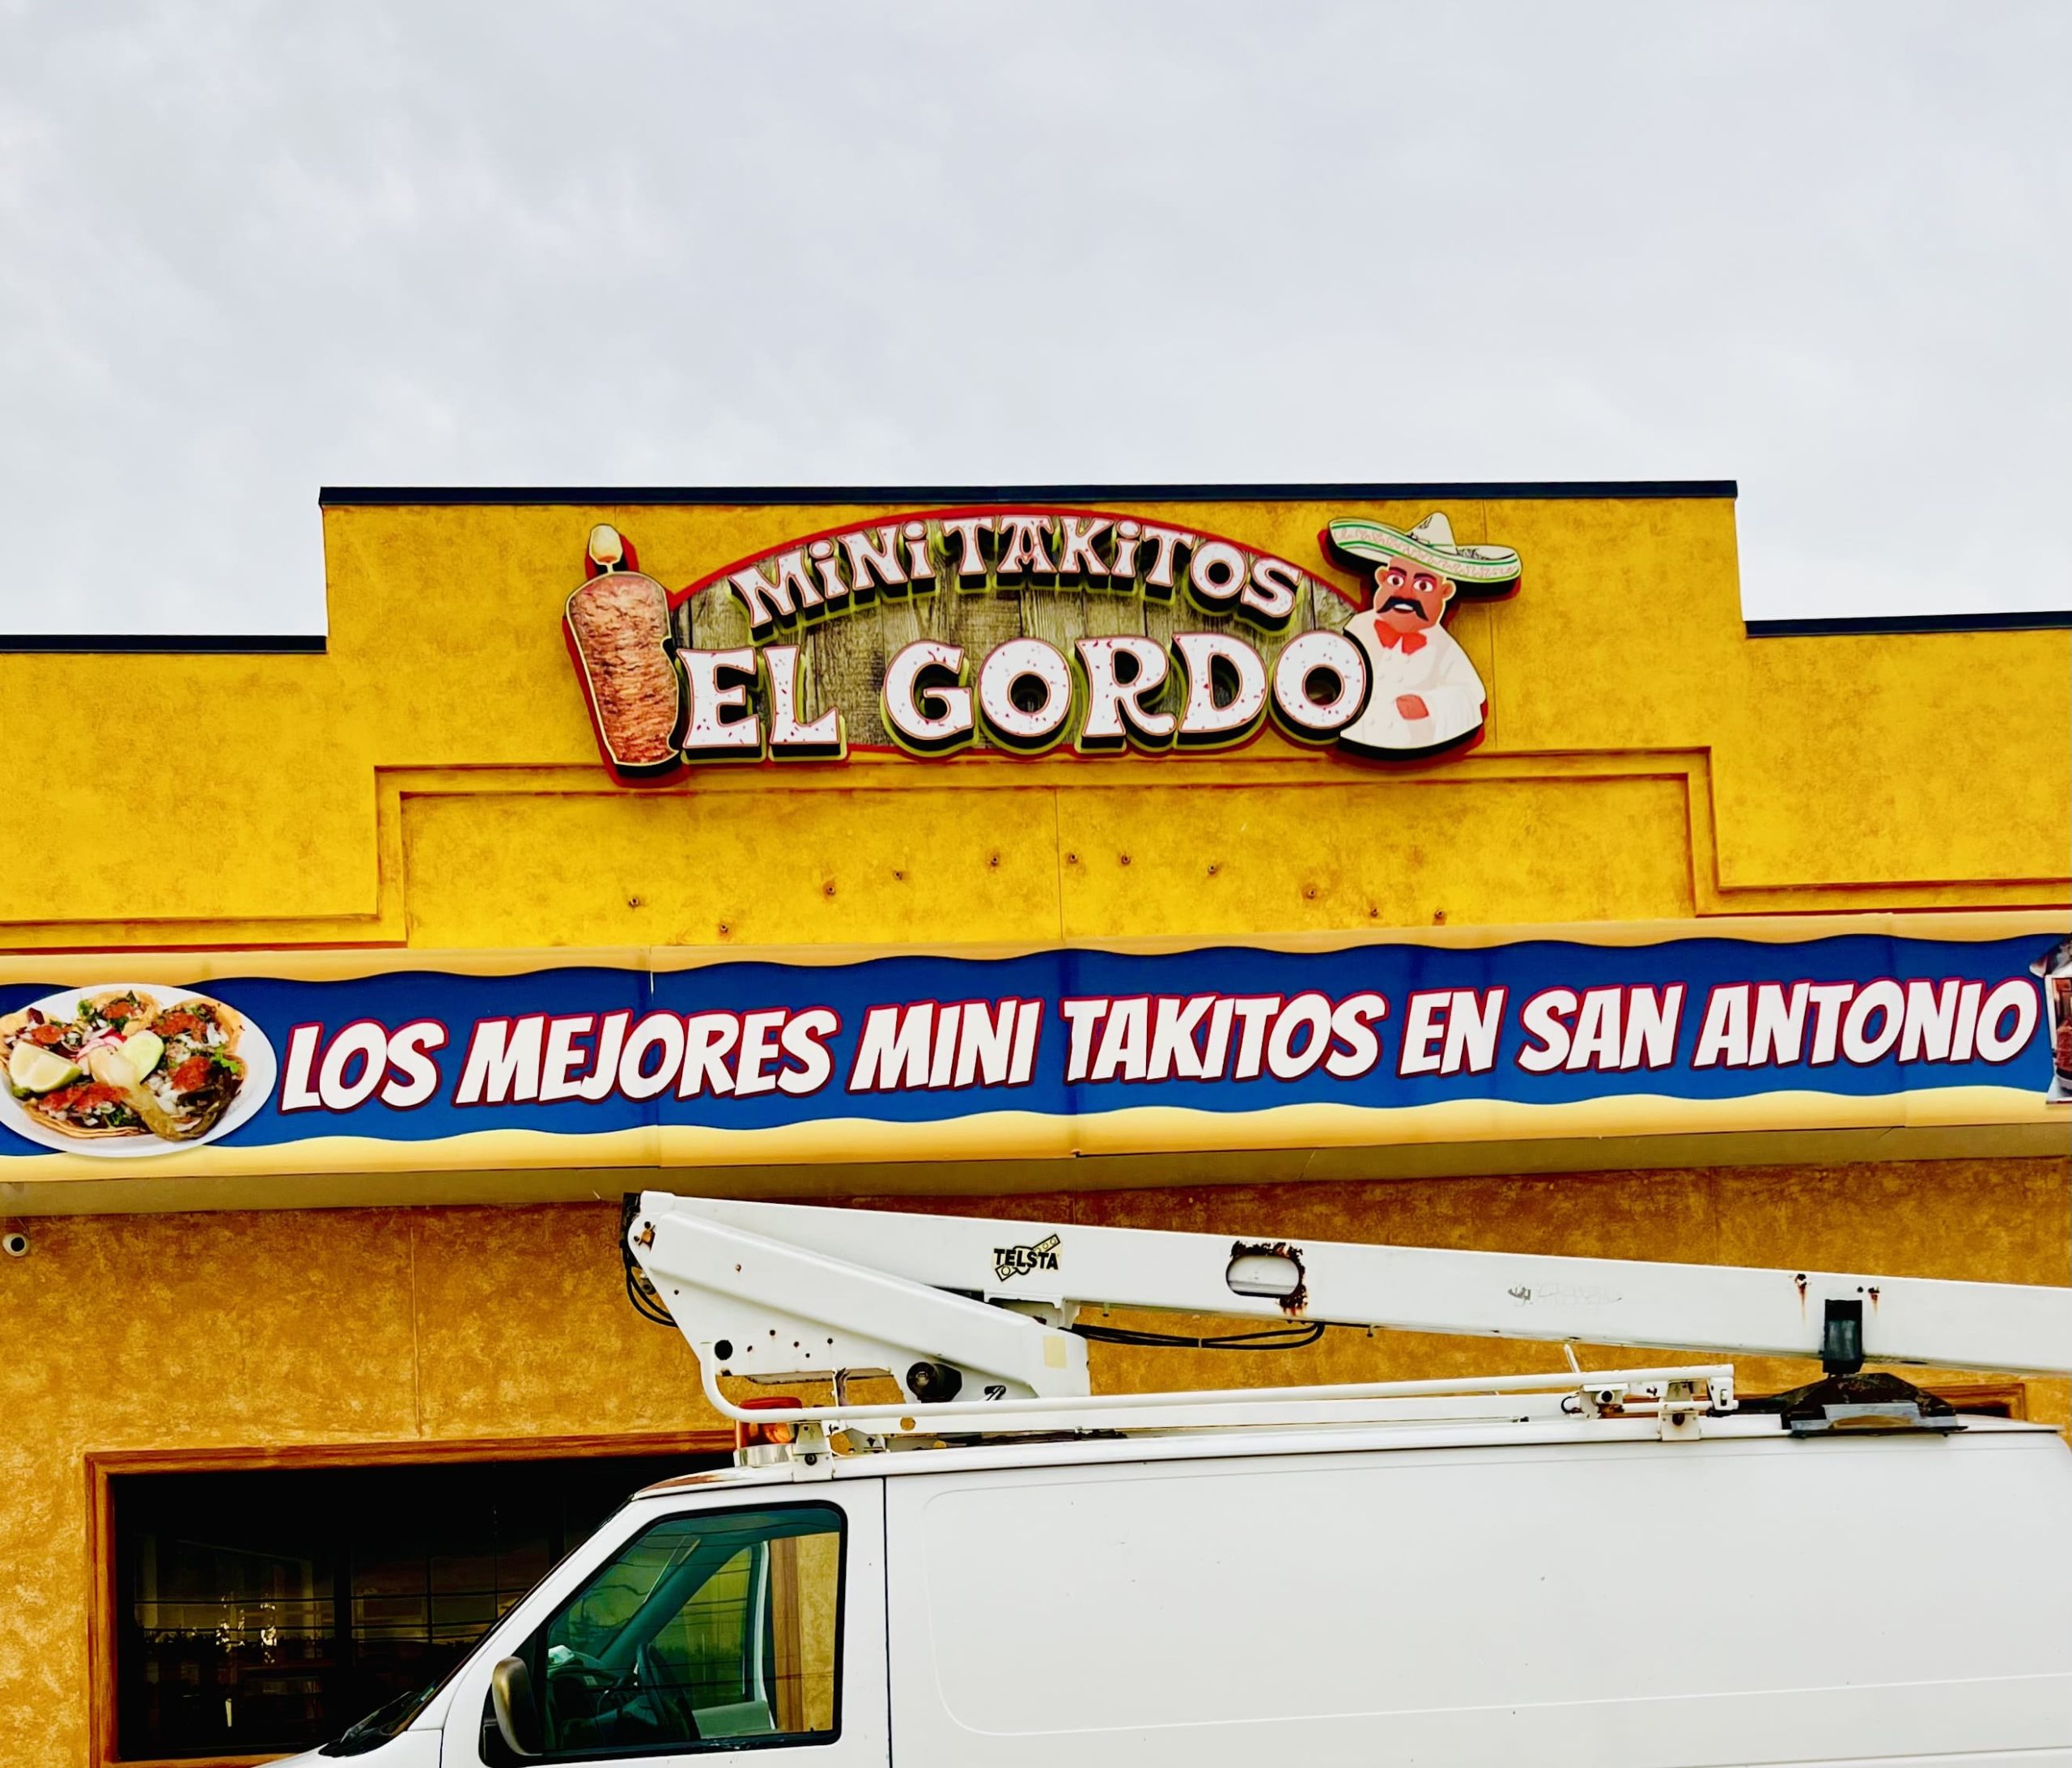 MiNi TAKiTOS
EL GORDO
LOS MEJORES MINI TAKITOS EN SAN ANTONIO
TELSTA